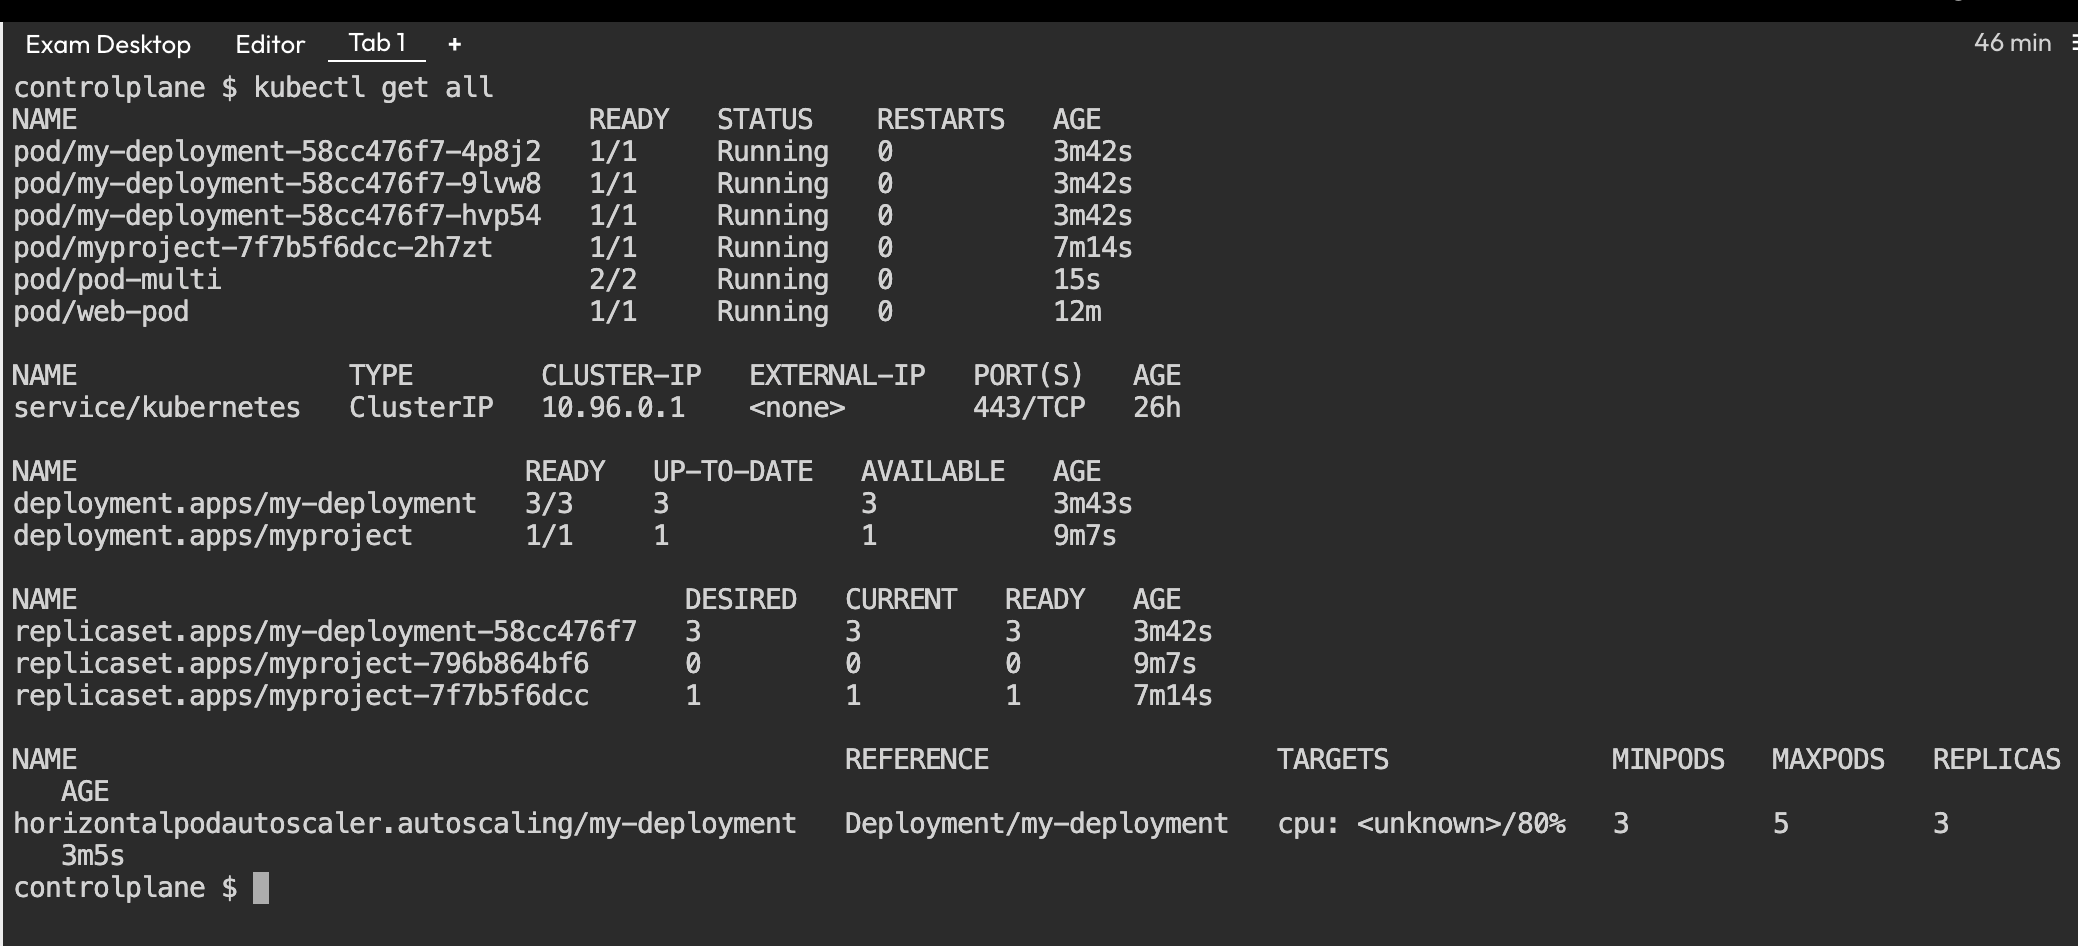 Exam Desktop Editor Tab 1 + 46 min
controlplane $ kubectl get all
NAME READY STATUS RESTARTS AGE
pod/my-deployment-58cc476f7-4p8j2 1/1 Running 0 3m42s
pod/my-deployment-58cc476f7-9lvw8 1/1 Running 0 3m42s
pod/my-deployment-58cc476f7-hvp54 1/1 Running 0 3m42s
pod/myproject-7f7b5f6dcc-2h7zt 1/1 Running 0 7m14s
pod/pod-multi 2/2 Running 0 15s
pod/web-pod 1/1 Running 0 12m
NAME TYPE CLUSTER-IP EXTERNAL-IP PORT(S) AGE
service/kubernetes ClusterIP 10.96.0.1 <none> 443/TCP 26h
NAME READY UP-TO-DATE AVAILABLE AGE
deployment.apps/my-deployment 3/3 3 3 3m43s
deployment.apps/myproject 1/1 1 1 9m7s
NAME DESIRED CURRENT READY AGE
replicaset.apps/my-deployment-58cc476f7 3 3 3 3m42s
replicaset.apps/myproject-796b864bf6 0 0 0 9m7s
replicaset.apps/myproject-7f7b5f6dcc 1 1 1 7m14s
NAME REFERENCE TARGETS MINPODS MAXPODS REPLICAS
AGE
horizontalpodautoscaler.autoscaling/my-deployment Deployment/my-deployment cpu: <unknown>/80% 3 5 3
3m5s
controlplane $